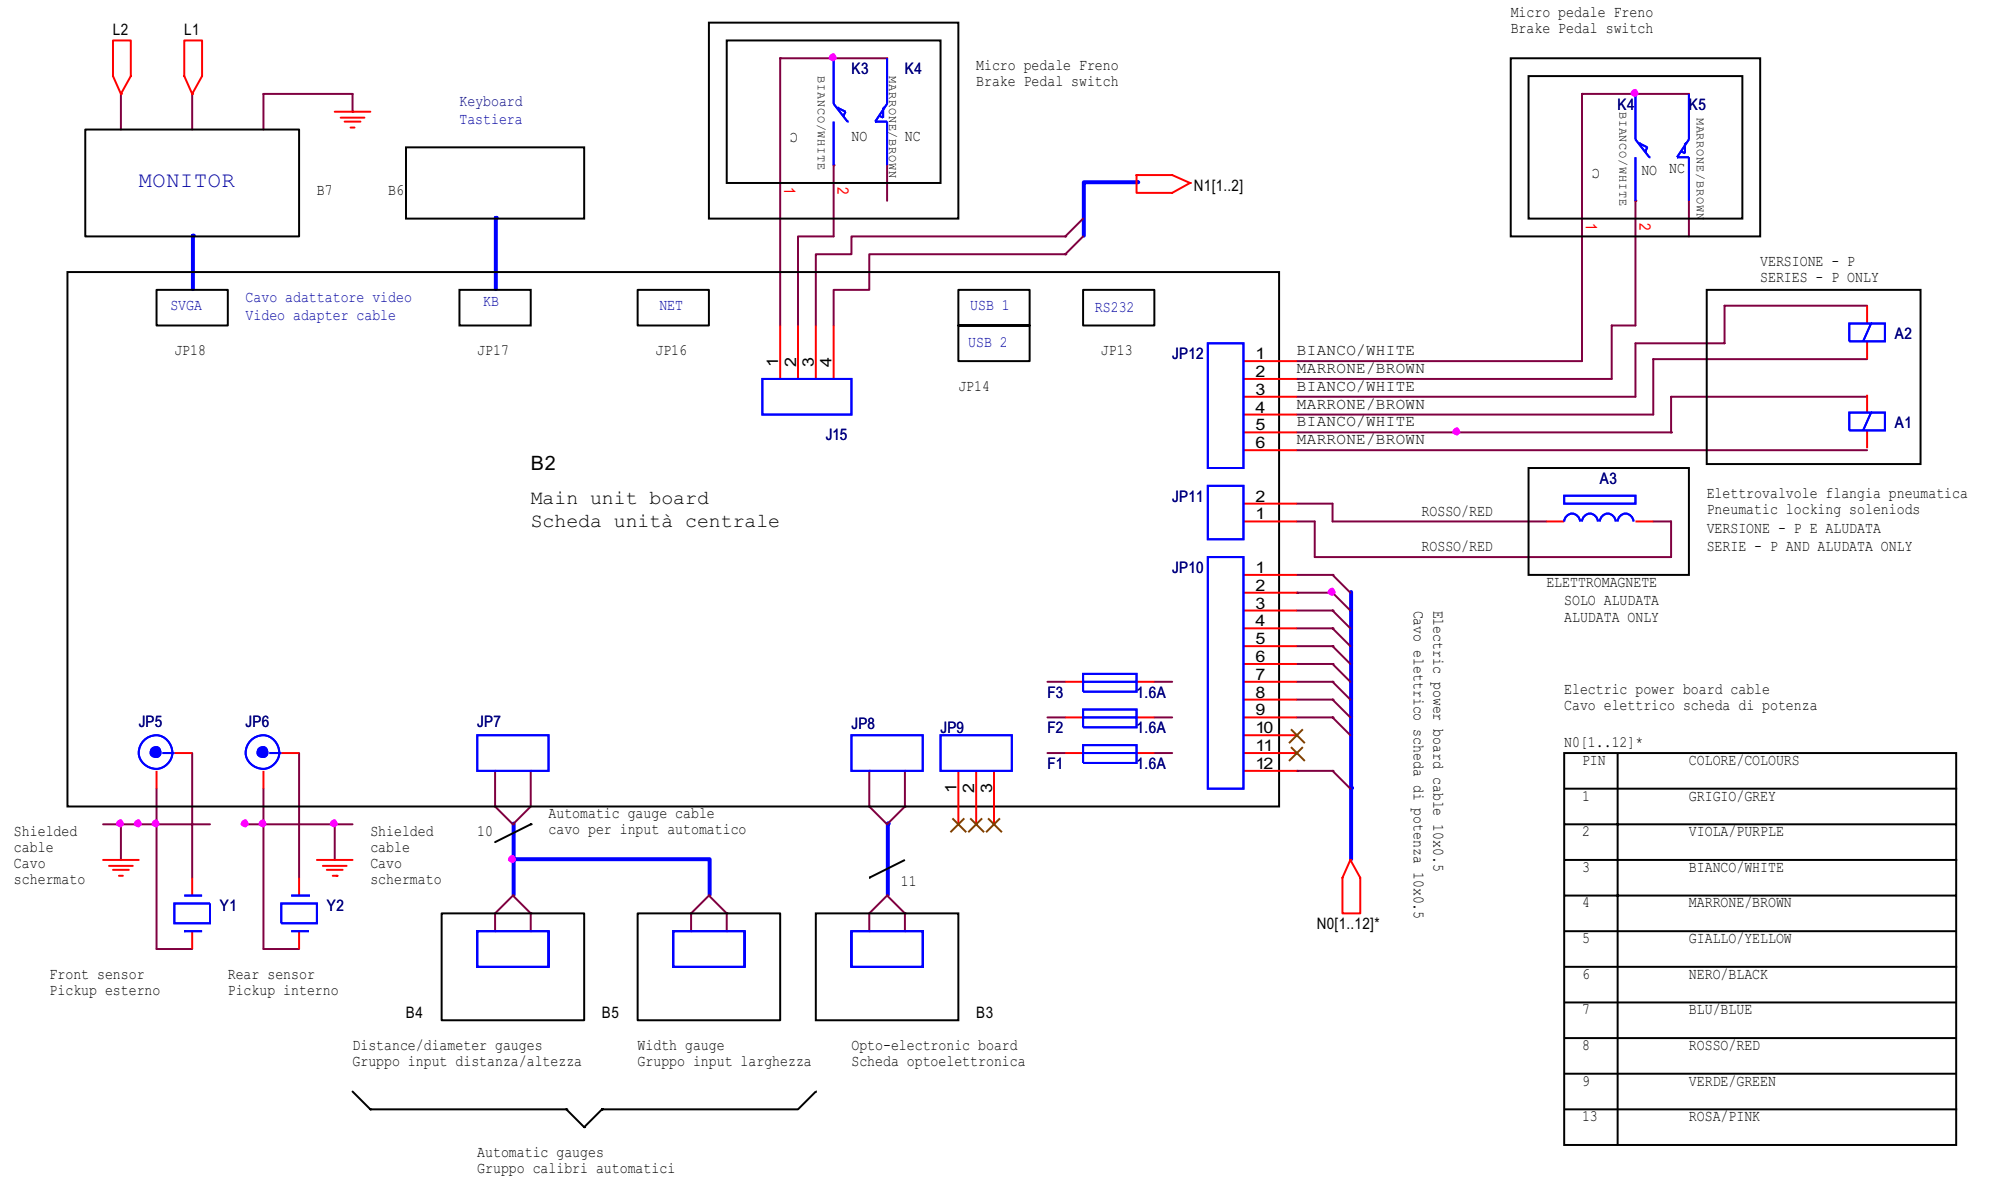 L2
L1
MONITOR
B7
Keyboard
Tastiera
B6
K3
K4
BIANCO/WHITE
MARRONE/BROWN
C
NO
NC
1
2
Micro pedale Freno
Brake Pedal switch
N1[1..2]
Micro pedale Freno
Brake Pedal switch
K4
K5
BIANCO/WHITE
MARRONE/BROWN
C
NO
NC
1
2
VERSIONE - P
SERIES - P ONLY
A2
A1
SVGA
Cavo adattatore video
Video adapter cable
JP18
KB
JP17
NET
JP16
1
2
3
4
J15
USB 1
USB 2
JP14
RS232
JP13
JP12
1 BIANCO/WHITE
2 MARRONE/BROWN
3 BIANCO/WHITE
4 MARRONE/BROWN
5 BIANCO/WHITE
6 MARRONE/BROWN
B2
Main unit board
Scheda unità centrale
JP11
2
1
ROSSO/RED
ROSSO/RED
A3
ELETTROMAGNETE
SOLO ALUDATA
ALUDATA ONLY
Elettrovalvole flangia pneumatica
Pneumatic locking soleniods
VERSIONE - P E ALUDATA
SERIE - P AND ALUDATA ONLY
JP10
1
2
3
4
5
6
7
8
9
10
11
12
Electric power board cable 10x0.5
Cavo elettrico scheda di potenza 10x0.5
N0[1..12]*
F3
1.6A
F2
1.6A
F1
1.6A
JP5
JP6
JP7
JP8
JP9
1
2
3
Shielded
cable
Cavo
schermato
Shielded
cable
Cavo
schermato
Y1
Y2
Front sensor
Pickup esterno
Rear sensor
Pickup interno
10
Automatic gauge cable
cavo per input automatico
11
B4
B5
B3
Distance/diameter gauges
Gruppo input distanza/altezza
Width gauge
Gruppo input larghezza
Opto-electronic board
Scheda optoelettronica
Automatic gauges
Gruppo calibri automatici
Electric power board cable
Cavo elettrico scheda di potenza
N0[1..12]*
PIN COLORE/COLOURS
1 GRIGIO/GREY
2 VIOLA/PURPLE
3 BIANCO/WHITE
4 MARRONE/BROWN
5 GIALLO/YELLOW
6 NERO/BLACK
7 BLU/BLUE
8 ROSSO/RED
9 VERDE/GREEN
13 ROSA/PINK